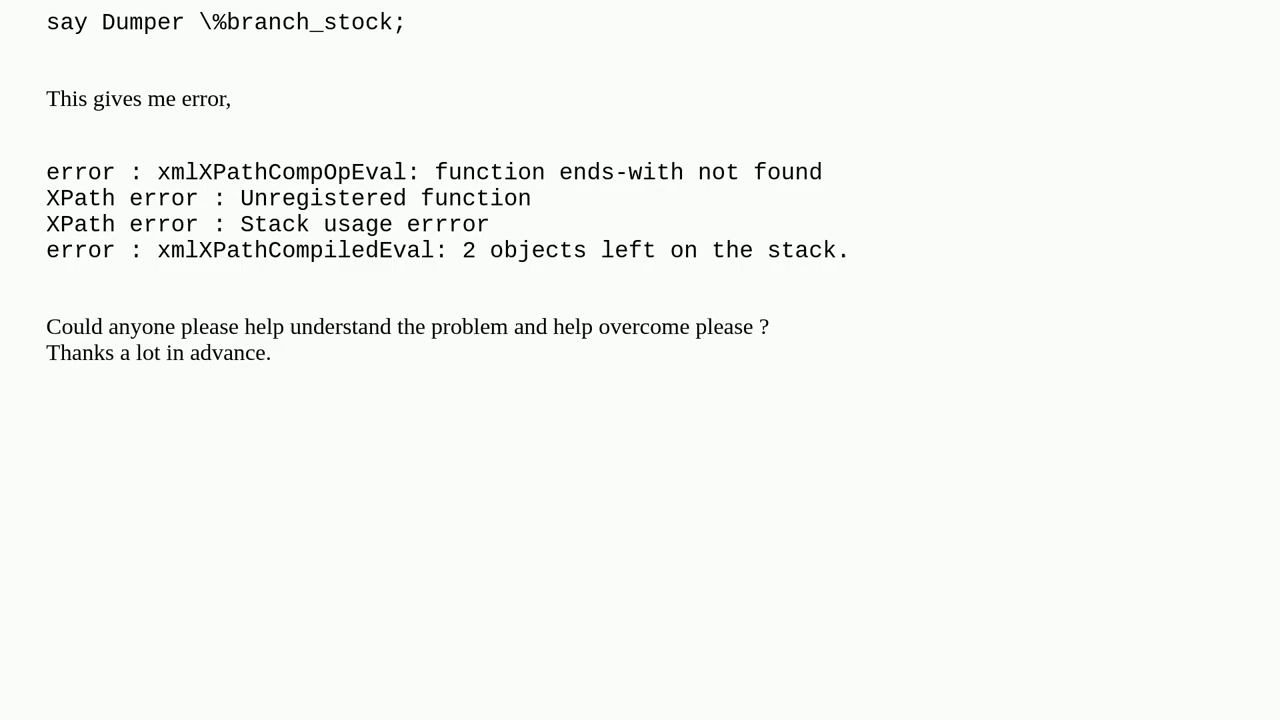 say Dumper \%branch_stock;
This gives me error,
error : xmlXPathCompOpEval: function ends-with not found
XPath error : Unregistered function
XPath error : Stack usage errror
error : xmlXPathCompiledEval: 2 objects left on the stack.
Could anyone please help understand the problem and help overcome please ?
Thanks a lot in advance.